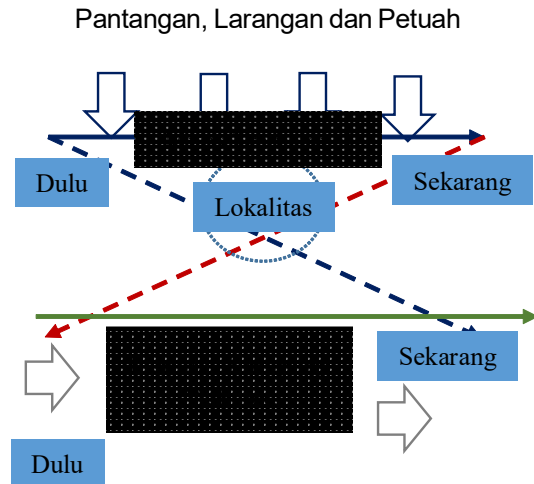 Pantangan, Larangan dan Petuah
Dulu
Sekarang
Lokalitas
Sekarang
Dulu